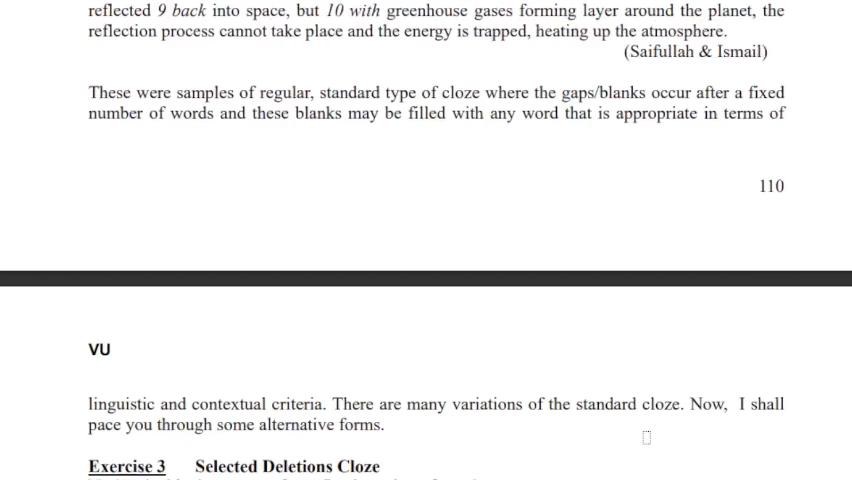 reflected 9 back into space, but 10 with greenhouse gases forming layer around the planet, the
reflection process cannot take place and the energy is trapped, heating up the atmosphere.
(Saifullah & Ismail)
These were samples of regular, standard type of cloze where the gaps/blanks occur after a fixed
number of words and these blanks may be filled with any word that is appropriate in terms of
110
VU
linguistic and contextual criteria. There are many variations of the standard cloze. Now, I shall
pace you through some alternative forms.
Exercise 3 Selected Deletions Cloze